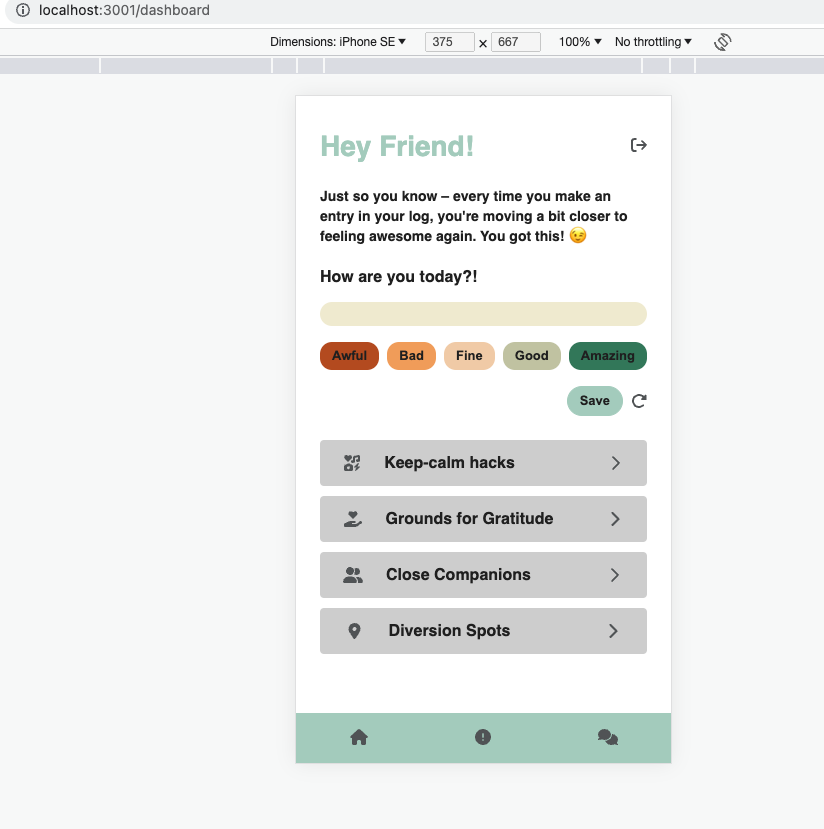 localhost:3001/dashboard
Dimensions: iPhone SE ▼ 375 × 667 100% ▼ No throttling ▼
Hey Friend!
Just so you know – every time you make an
entry in your log, you're moving a bit closer to
feeling awesome again. You got this! 😉
How are you today?!
Awful Bad Fine Good Amazing
Save
Keep-calm hacks
Grounds for Gratitude
Close Companions
Diversion Spots